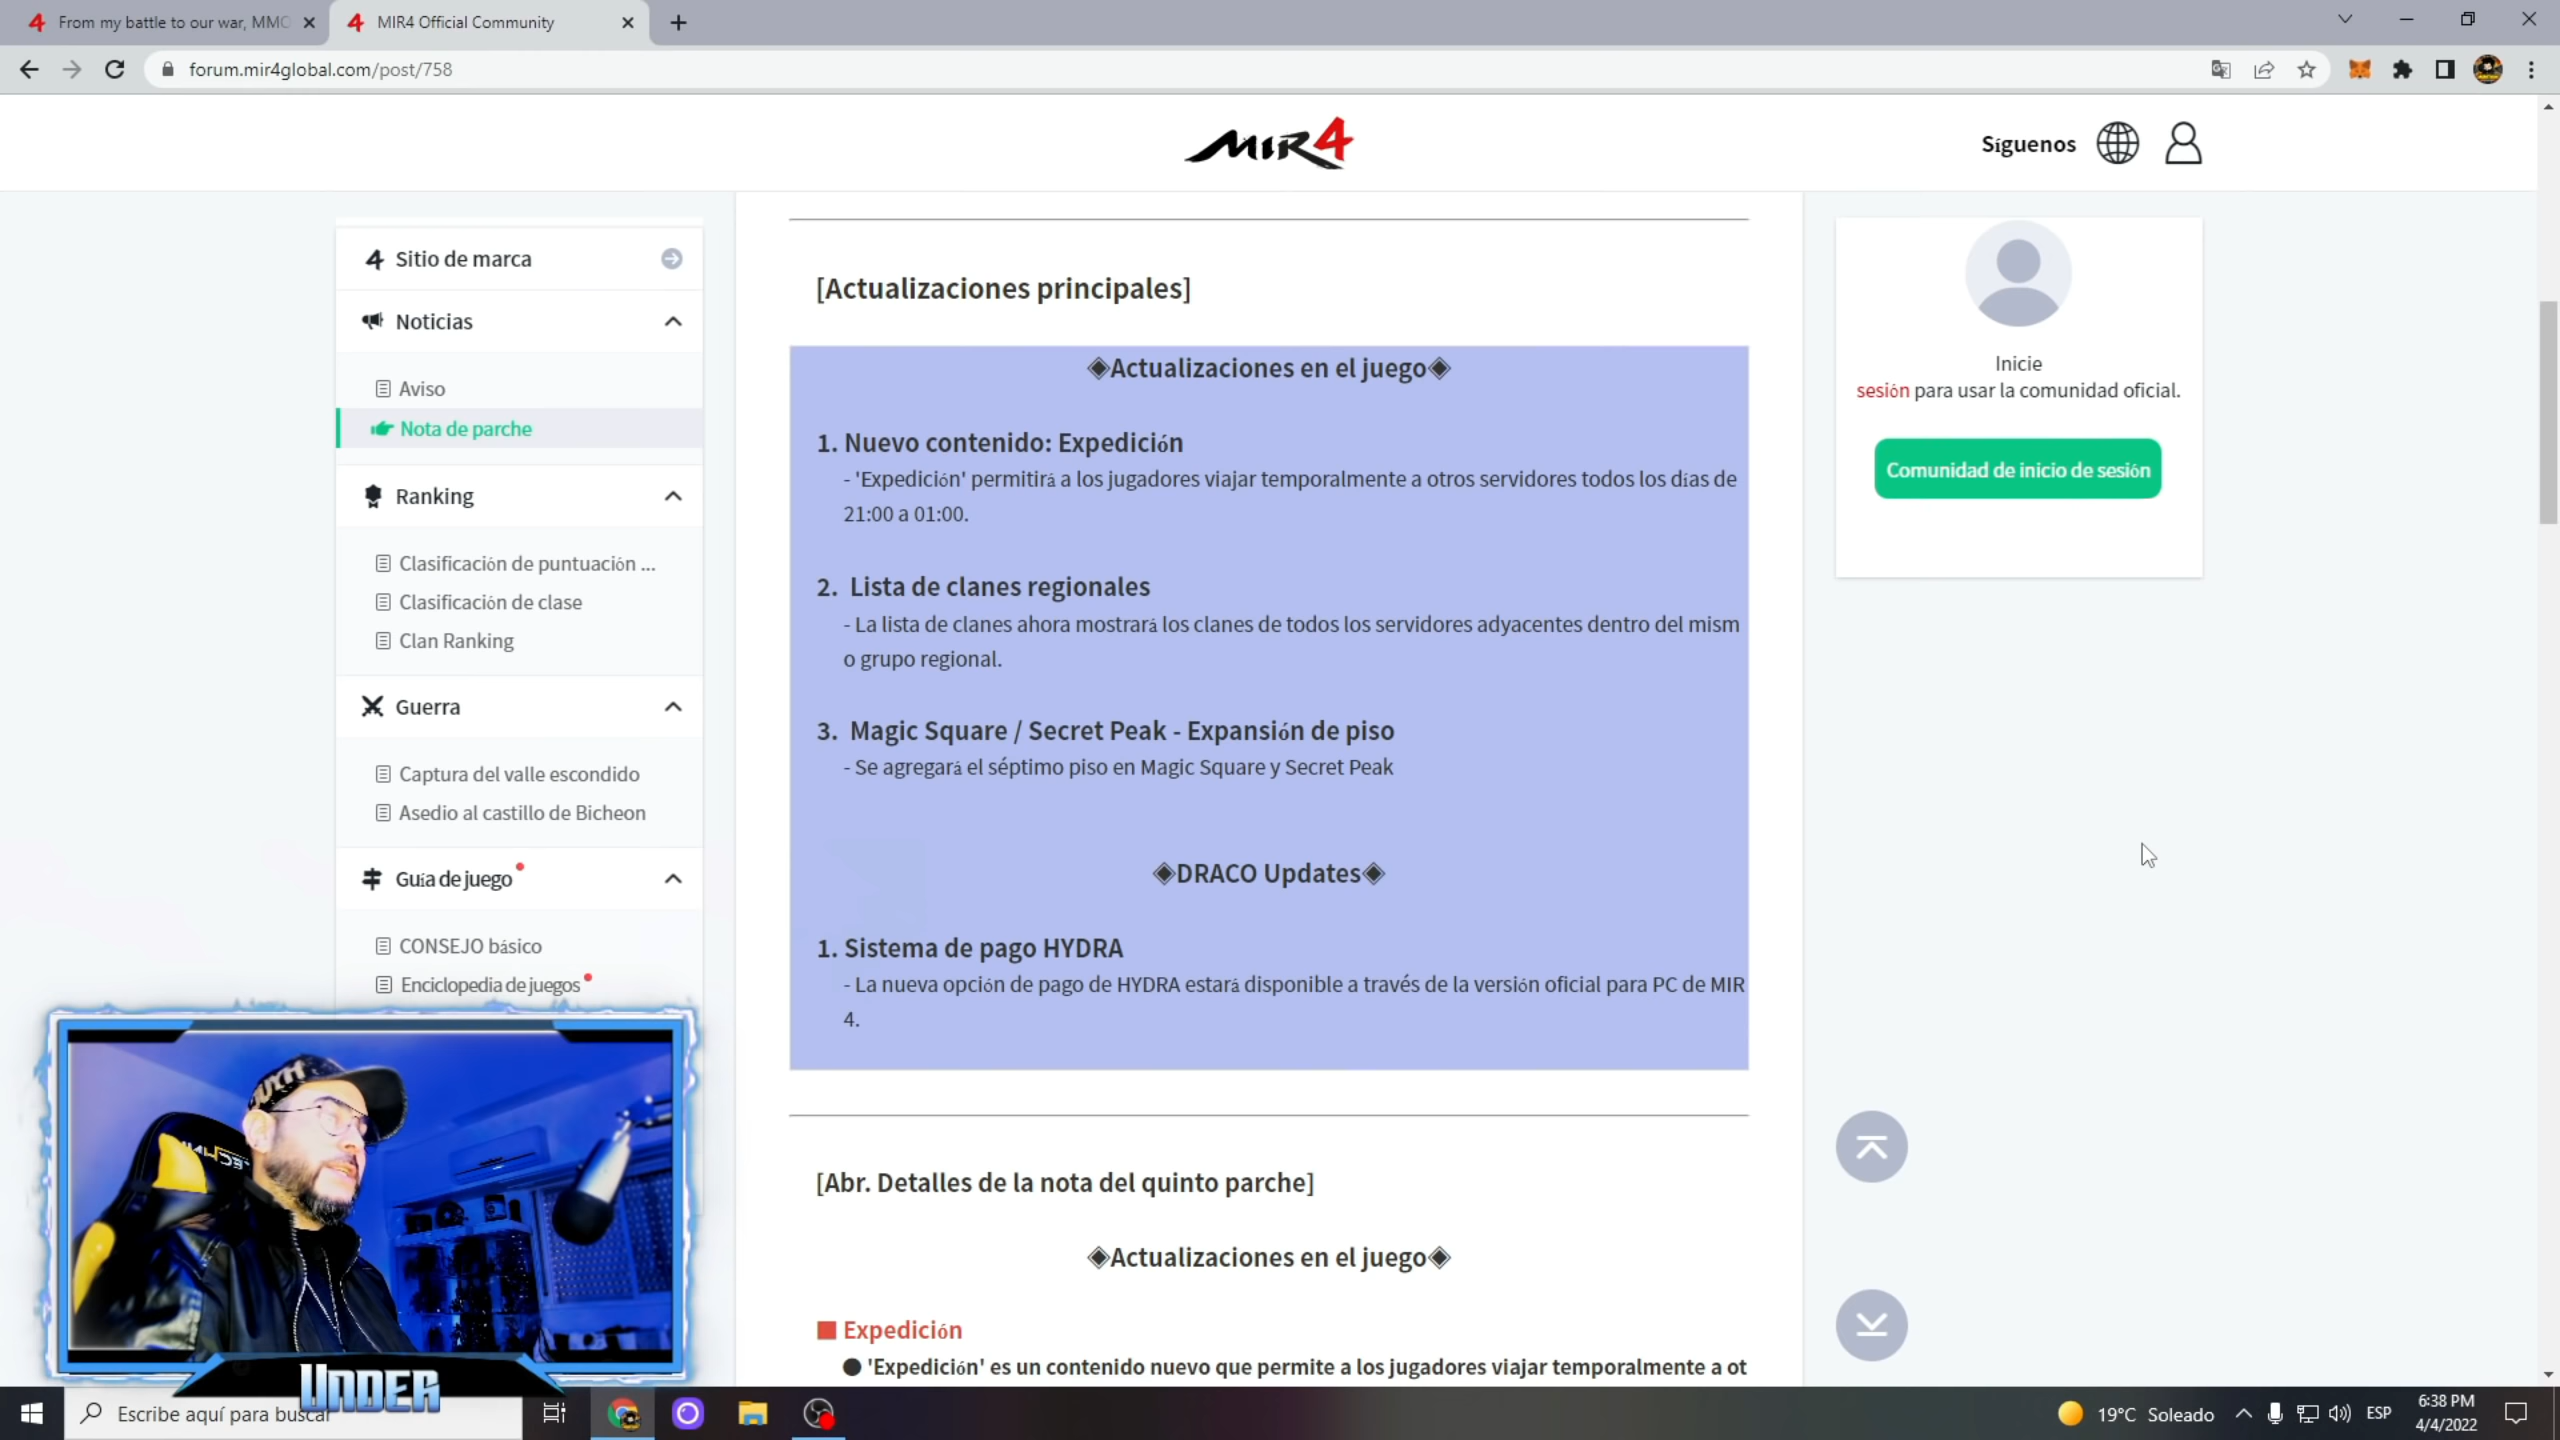 From my battle to our war, MMO
MIR4 Official Community
forum.mir4global.com/post/758
MIR4
Síguenos
Sitio de marca
Noticias
Aviso
Nota de parche
Ranking
Clasificación de puntuación ...
Clasificación de clase
Clan Ranking
Guerra
Captura del valle escondido
Asedio al castillo de Bicheon
Guía de juego
CONSEJO básico
Enciclopedia de juegos
[Actualizaciones principales]
◈Actualizaciones en el juego◈
1. Nuevo contenido: Expedición
- 'Expedición' permitirá a los jugadores viajar temporalmente a otros servidores todos los días de
21:00 a 01:00.
2. Lista de clanes regionales
- La lista de clanes ahora mostrará los clanes de todos los servidores adyacentes dentro del mism
o grupo regional.
3. Magic Square / Secret Peak - Expansión de piso
- Se agregará el séptimo piso en Magic Square y Secret Peak
◈DRACO Updates◈
1. Sistema de pago HYDRA
- La nueva opción de pago de HYDRA estará disponible a través de la versión oficial para PC de MIR
4.
[Abr. Detalles de la nota del quinto parche]
◈Actualizaciones en el juego◈
■ Expedición
● 'Expedición' es un contenido nuevo que permite a los jugadores viajar temporalmente a ot
Inicie
sesión para usar la comunidad oficial.
Comunidad de inicio de sesión
UNDER
Escribe aquí para buscar
19°C Soleado
ESP
6:38 PM
4/4/2022